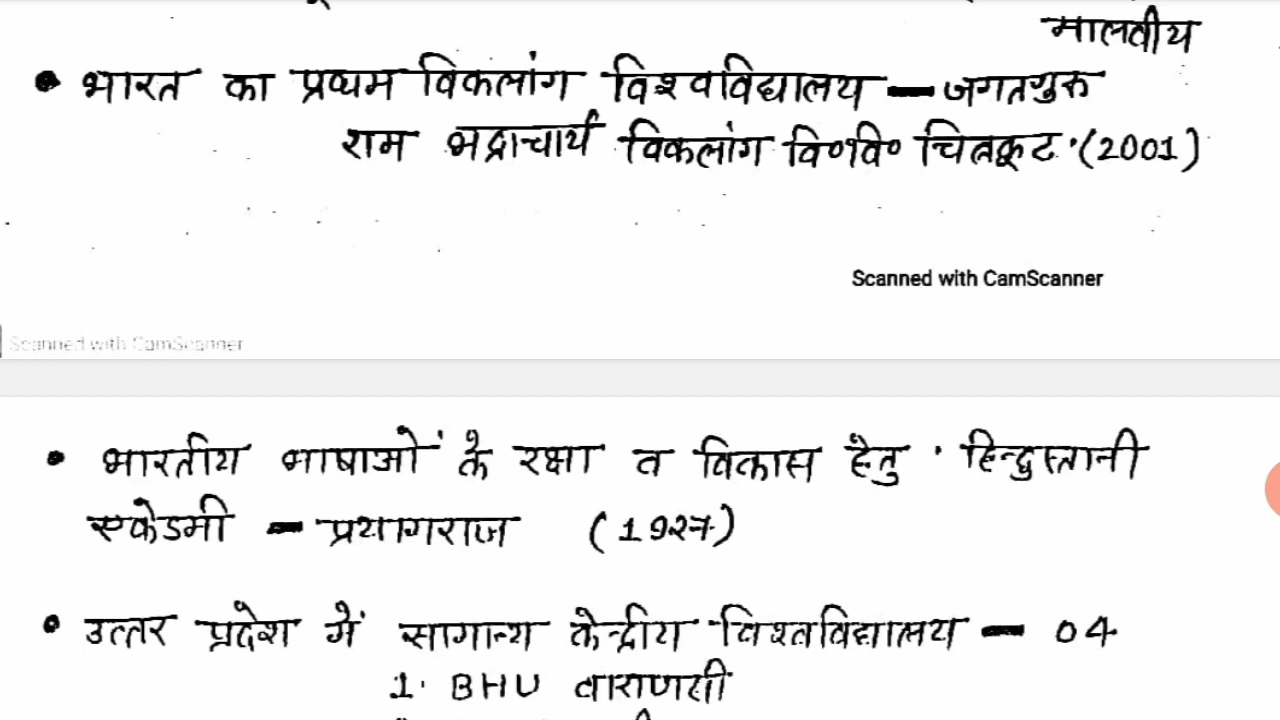 मालवीय
• भारत का प्रथम विकलांग विश्वविद्यालय – जगतगुरु
राम भद्राचार्य विकलांग वि०वि० चित्रकूट (2001)
Scanned with CamScanner
Scanned with CamScanner
• भारतीय भाषाओं के रक्षा व विकास हेतु हिन्दुस्तानी
एकेडमी – प्रयागराज (1927)
• उत्तर प्रदेश में सामान्य केन्द्रीय विश्वविद्यालय – 04
1. BHU वाराणसी